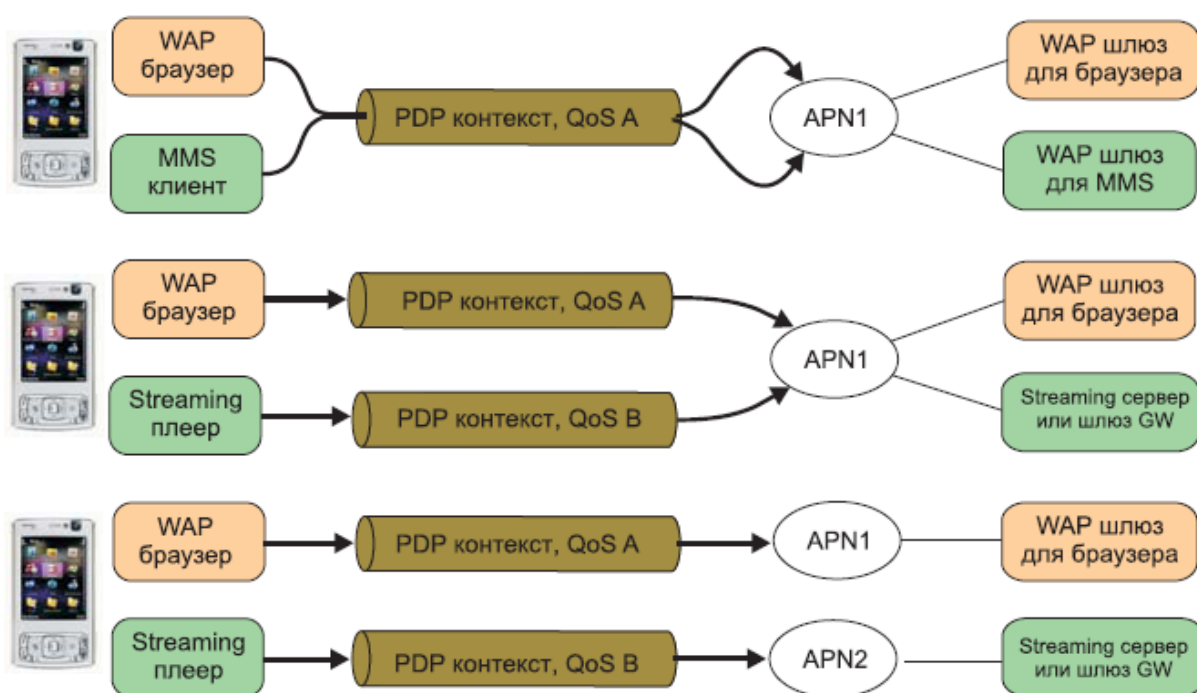 WAP
браузер
PDP контекст, QoS A
APN1
WAP шлюз
для браузера
MMS
клиент
WAP шлюз
для MMS
WAP
браузер
PDP контекст, QoS A
APN1
WAP шлюз
для браузера
Streaming
плеер
PDP контекст, QoS B
Streaming сервер
или шлюз GW
WAP
браузер
PDP контекст, QoS A
APN1
WAP шлюз
для браузера
Streaming
плеер
PDP контекст, QoS B
APN2
Streaming сервер
или шлюз GW